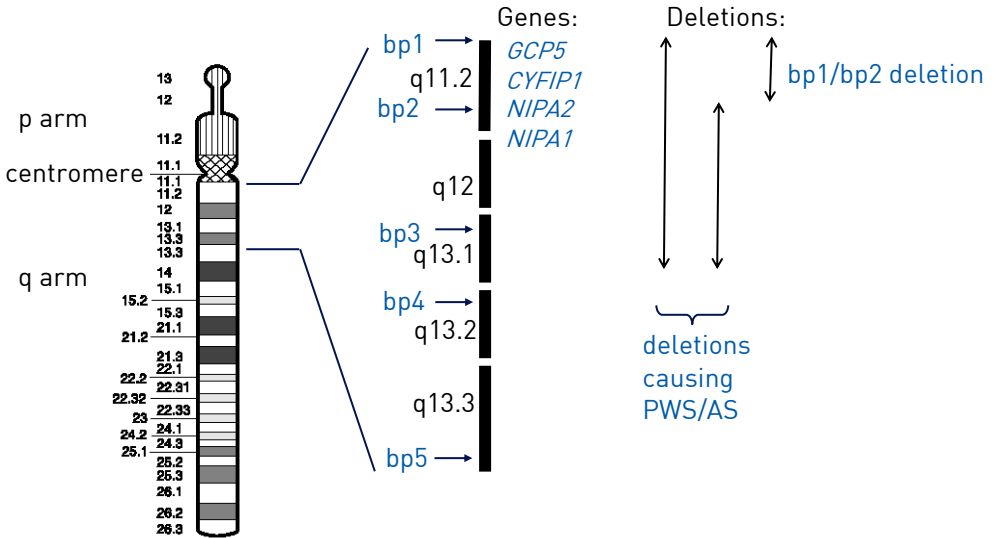 Genes:
Deletions:
bp1
GCP5
q11.2
CYFIP1
bp1/bp2 deletion
bp2
NIPA2
NIPA1
q12
bp3
q13.1
bp4
q13.2
q13.3
bp5
deletions
causing
PWS/AS
p arm
centromere
q arm
13
12
11.2
11.1
11.1
11.2
12
13.1
13.3
13.3
14
15.1
15.2
15.3
21.1
21.2
21.3
22.1
22.2
22.31
22.32
22.33
23
24.1
24.2
24.3
25.1
25.2
25.3
26.1
26.2
26.3